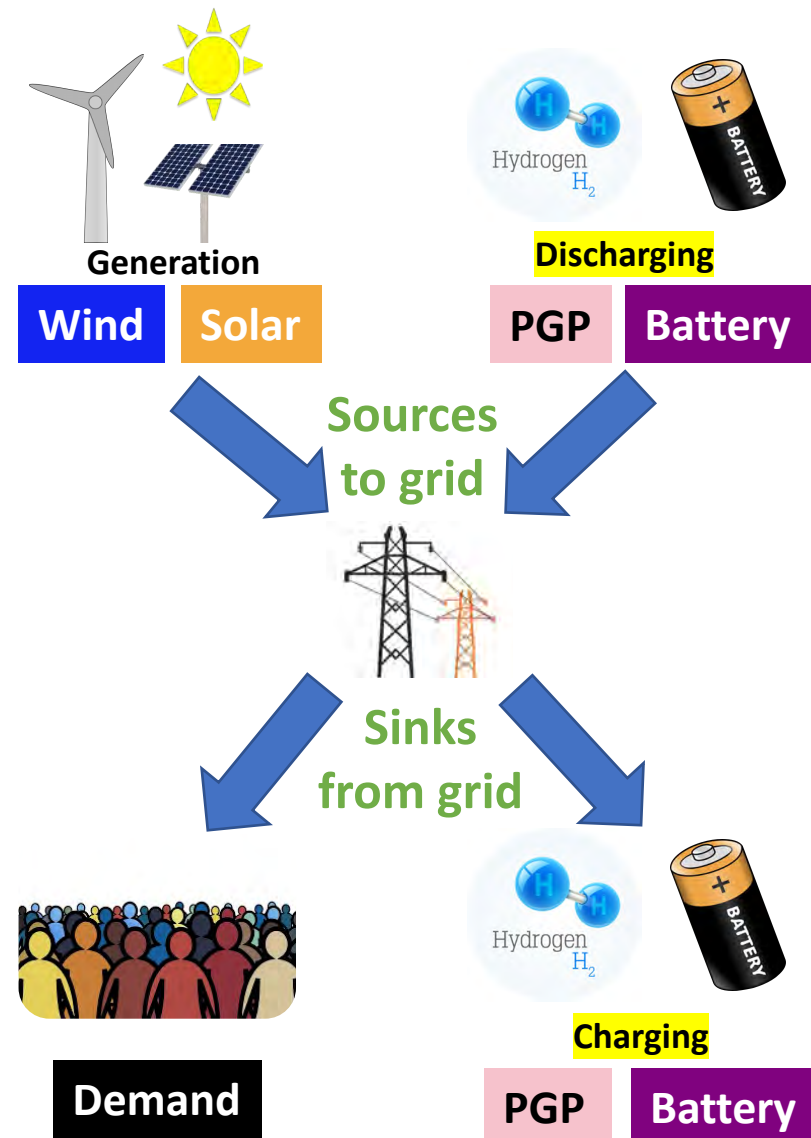 H H
Hydrogen
H2
+
BATTERY
Generation
Discharging
Wind
Solar
PGP
Battery
Sources
to grid
Sinks
from grid
H H
Hydrogen
H2
+
BATTERY
Charging
Demand
PGP
Battery